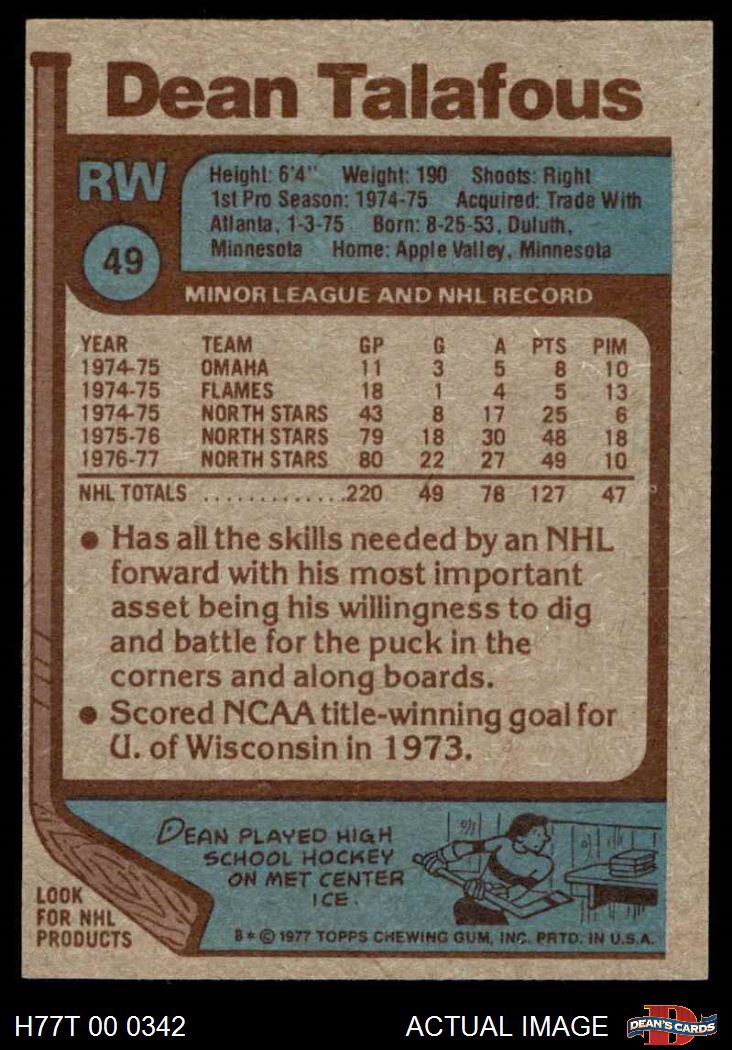 Dean Talafous
RW
49
Height: 6'4" Weight: 190 Shoots: Right
1st Pro Season: 1974-75 Acquired: Trade With
Atlanta, 1-3-75 Born: 8-25-53, Duluth,
Minnesota Home: Apple Valley, Minnesota
MINOR LEAGUE AND NHL RECORD
YEAR TEAM GP G A PTS PIM
1974-75 OMAHA 11 3 5 8 10
1974-75 FLAMES 18 1 4 5 13
1974-75 NORTH STARS 43 8 17 25 6
1975-76 NORTH STARS 79 18 30 48 18
1976-77 NORTH STARS 80 22 27 49 10
NHL TOTALS ..............220 49 78 127 47
• Has all the skills needed by an NHL
forward with his most important
asset being his willingness to dig
and battle for the puck in the
corners and along boards.
• Scored NCAA title-winning goal for
U. of Wisconsin in 1973.
DEAN PLAYED HIGH
SCHOOL HOCKEY
ON MET CENTER
ICE.
LOOK
FOR NHL
PRODUCTS
8* © 1977 TOPPS CHEWING GUM, INC. PRTD. IN U.S.A.
H77T 00 0342
ACTUAL IMAGE
D
DEAN'S CARDS